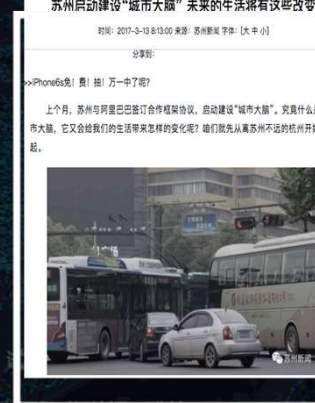 苏州启动建设“城市大脑” 未来的生活将有这些改变
时间：2017-3-13 8:13:00 来源：苏州新闻 字体：[大 中 小]
分享到：
>>iPhone6s免！费！抽！万一中了呢？
上个月，苏州与阿里巴巴签订合作框架协议，启动建设“城市大脑”。究竟什么
市大脑，它又会给我们的生活带来怎样的变化呢？咱们就先从离苏州不远的杭州开始
起。
苏州新闻